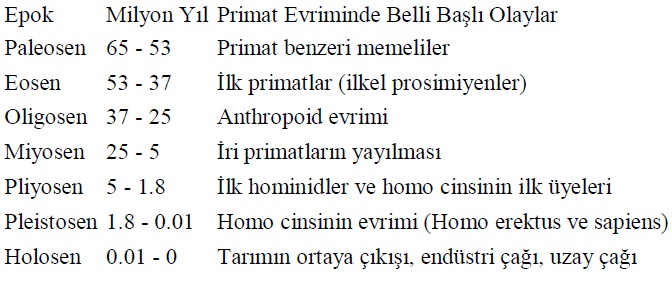 Epok Milyon Yıl Primat Evriminde Belli Başlı Olaylar
Paleosen 65 - 53 Primat benzeri memeliler
Eosen 53 - 37 İlk primatlar (ilkel prosimiyenler)
Oligosen 37 - 25 Anthropoid evrimi
Miyosen 25 - 5 İri primatların yayılması
Pliyosen 5 - 1.8 İlk hominidler ve homo cinsinin ilk üyeleri
Pleistosen 1.8 - 0.01 Homo cinsinin evrimi (Homo erektus ve sapiens)
Holosen 0.01 - 0 Tarımın ortaya çıkışı, endüstri çağı, uzay çağı